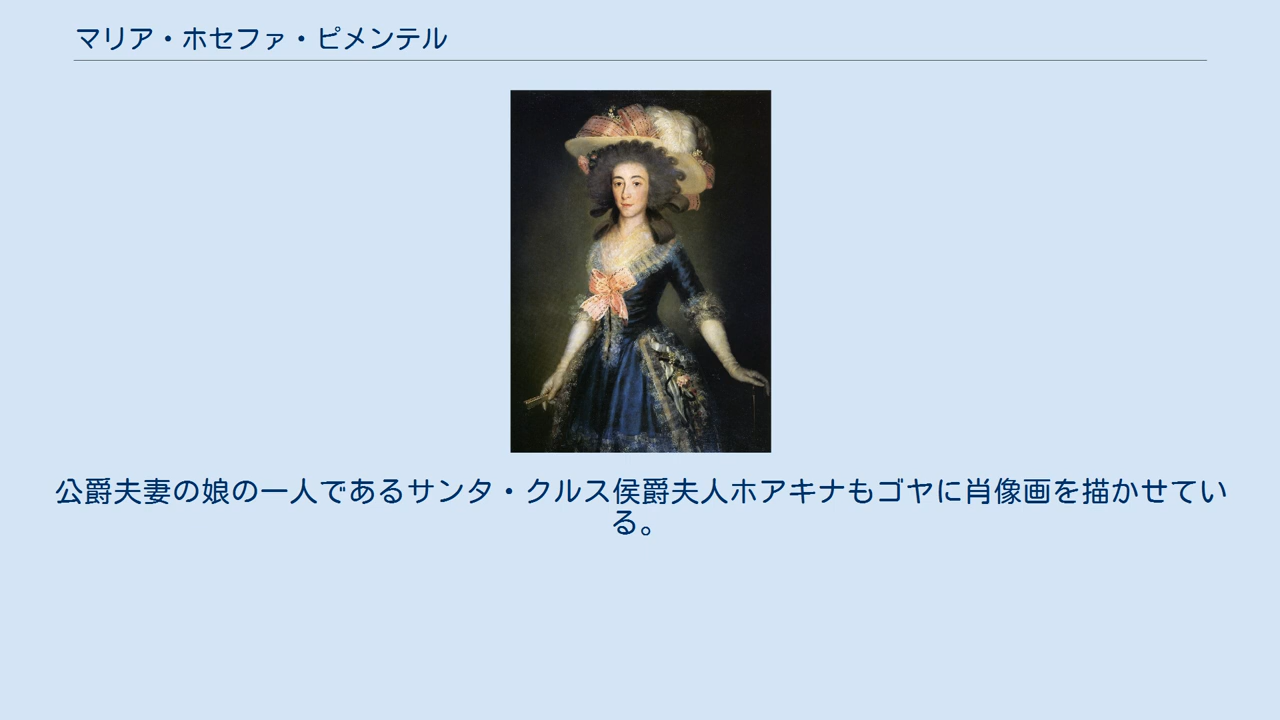 マリア・ホセファ・ピメンテル
公爵夫妻の娘の一人であるサンタ・クルス侯爵夫人ホアキナもゴヤに肖像画を描かせてい
る。